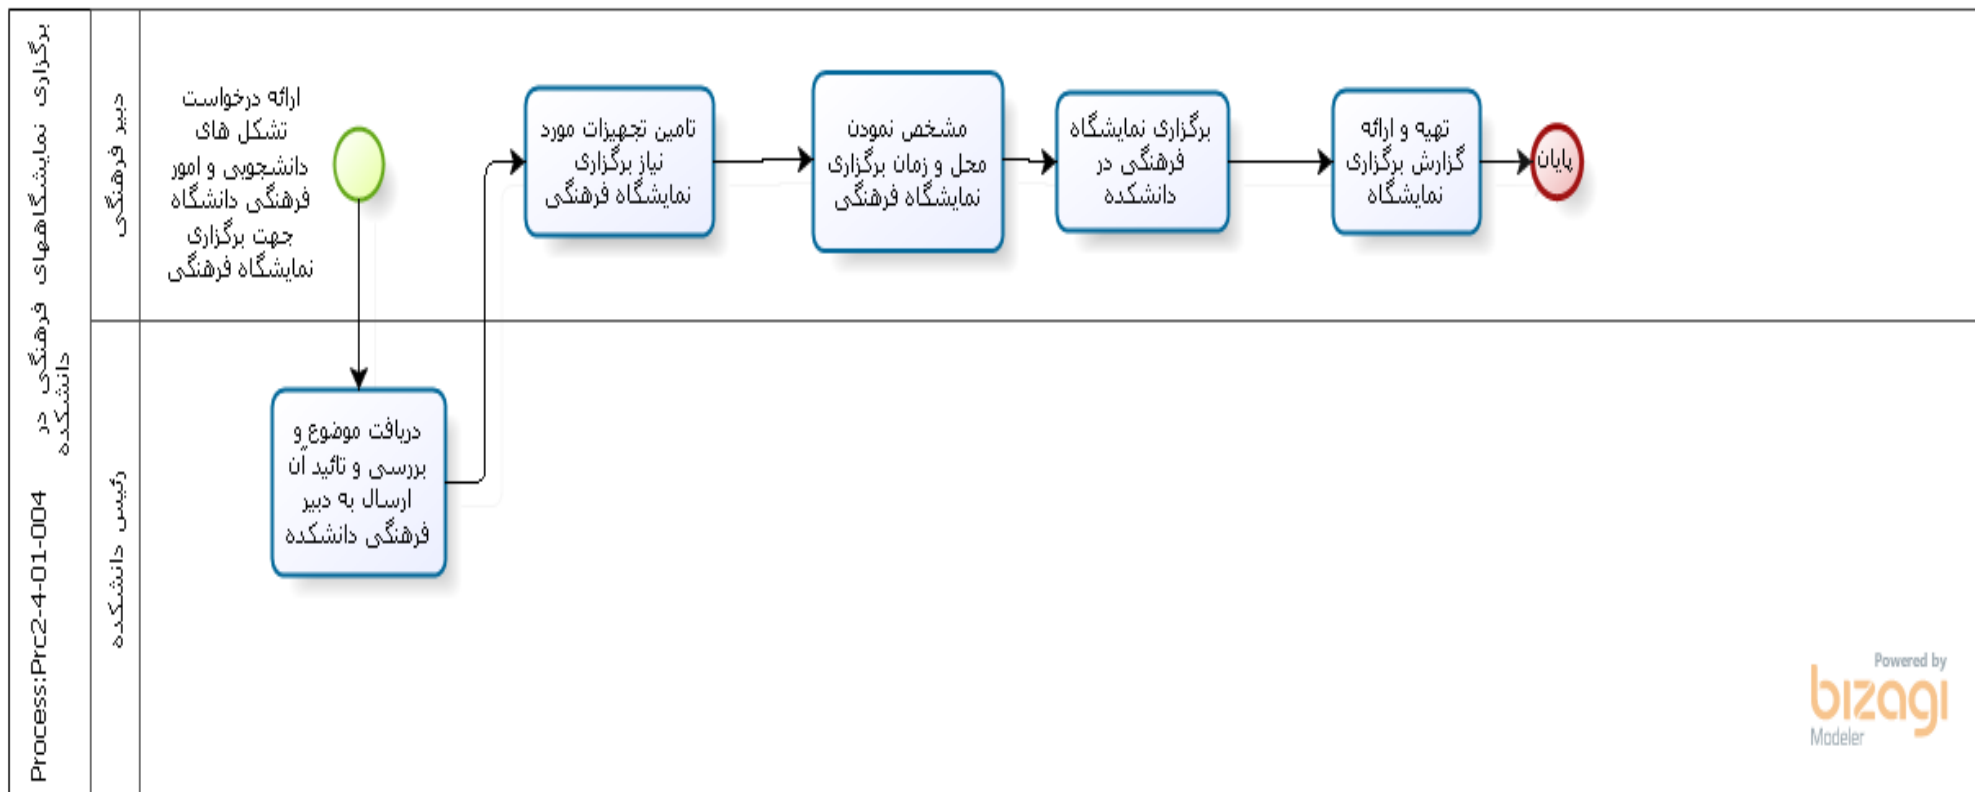 برگزاری نمایشگاههای فرهنگی در
دانشکده
Process:Prc2-4-01-004
دبیر فرهنگی
ارائه درخواست
تشکل های
دانشجویی و امور
فرهنگی دانشگاه
جهت برگزاری
نمایشگاه فرهنگی
تامین تجهیزات مورد
نیاز برگزاری
نمایشگاه فرهنگی
مشخص نمودن
محل و زمان برگزاری
نمایشگاه فرهنگی
برگزاری نمایشگاه
فرهنگی در
دانشکده
تهیه و ارائه
گزارش برگزاری
نمایشگاه
پایان
رئیس دانشکده
دریافت موضوع و
بررسی و تائید آن
ارسال به دبیر
فرهنگی دانشکده
Powered by
bizagi
Modeler